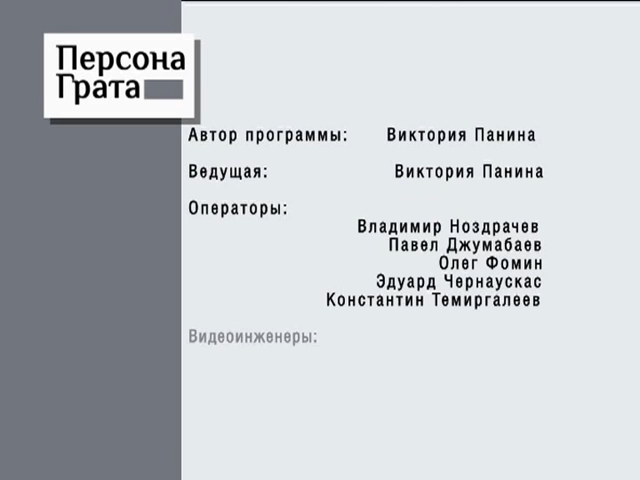 Персона
Грата
Автор программы: Виктория Панина
Ведущая: Виктория Панина
Операторы:
Владимир Ноздрачев
Павел Джумабаев
Олег Фомин
Эдуард Чернаускас
Константин Темиргалеев
Видеоинженеры: